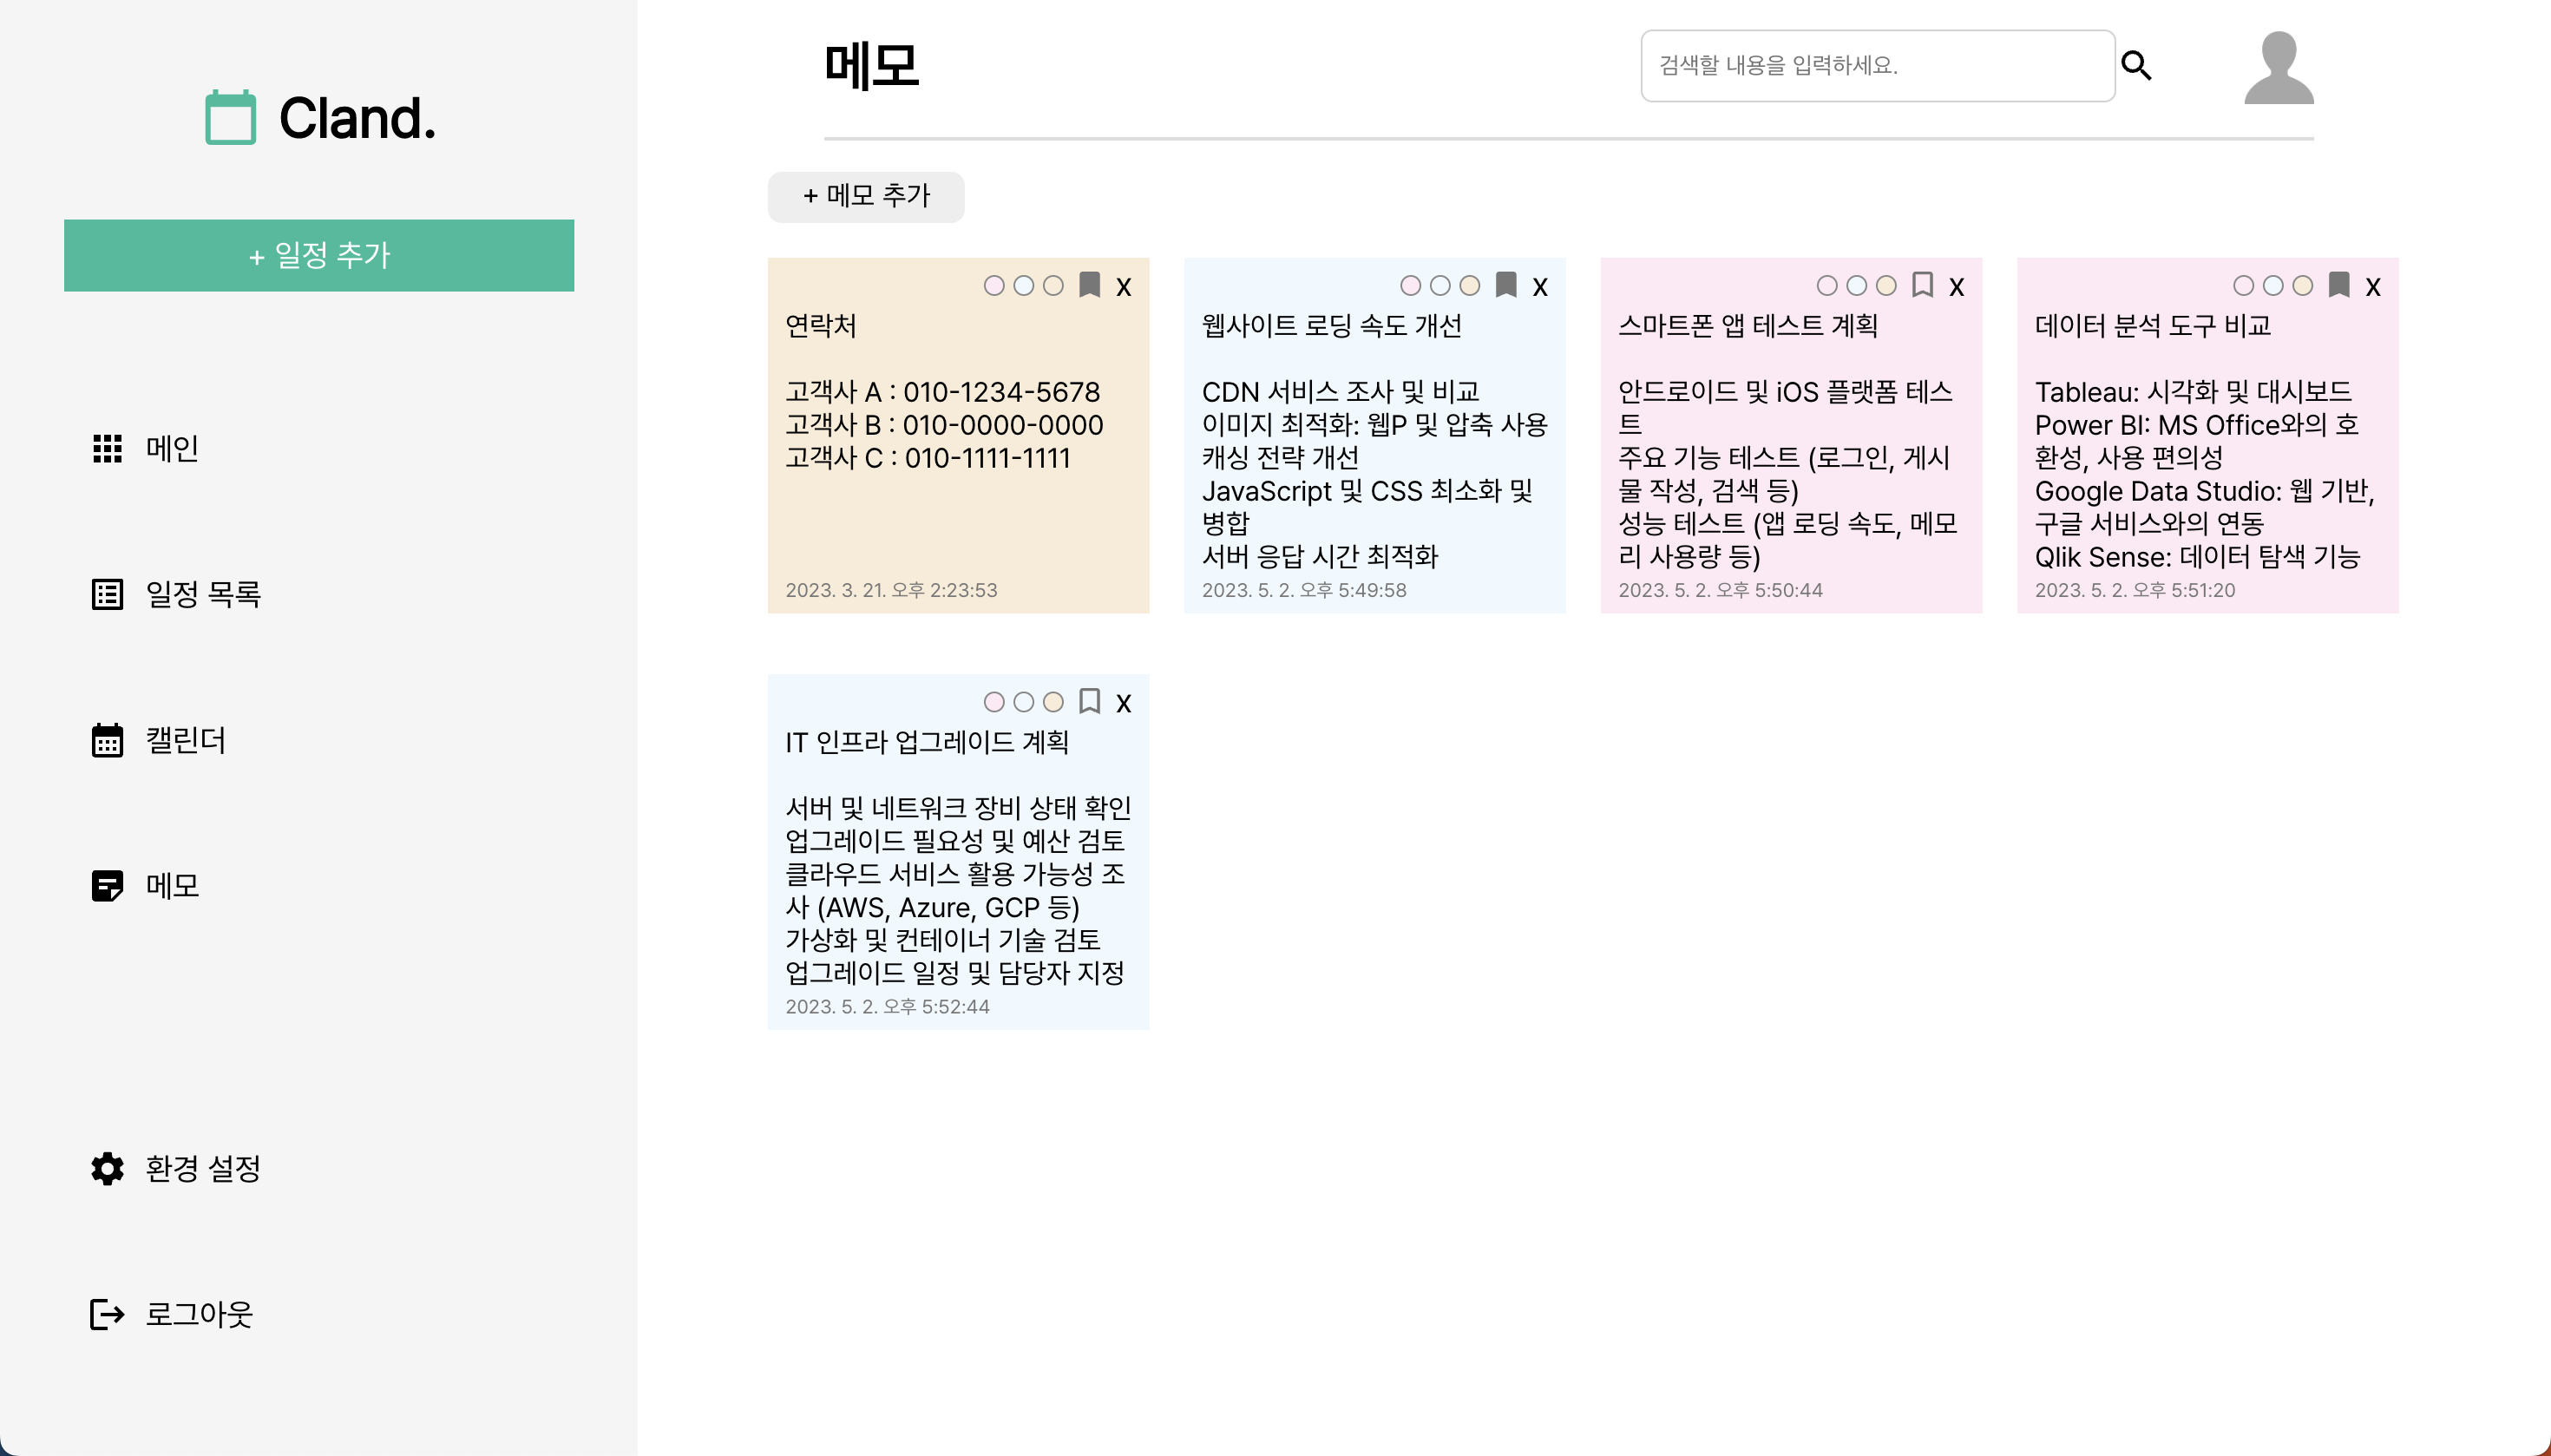 Cland.
+ 일정 추가
메인
일정 목록
캘린더
메모
환경 설정
로그아웃
메모
검색할 내용을 입력하세요.
+ 메모 추가
X
연락처
고객사 A : 010-1234-5678
고객사 B : 010-0000-0000
고객사 C : 010-1111-1111
2023. 3. 21. 오후 2:23:53
X
웹사이트 로딩 속도 개선
CDN 서비스 조사 및 비교
이미지 최적화: 웹P 및 압축 사용
캐싱 전략 개선
JavaScript 및 CSS 최소화 및
병합
서버 응답 시간 최적화
2023. 5. 2. 오후 5:49:58
X
스마트폰 앱 테스트 계획
안드로이드 및 iOS 플랫폼 테스
트
주요 기능 테스트 (로그인, 게시
물 작성, 검색 등)
성능 테스트 (앱 로딩 속도, 메모
리 사용량 등)
2023. 5. 2. 오후 5:50:44
X
데이터 분석 도구 비교
Tableau: 시각화 및 대시보드
Power BI: MS Office와의 호
환성, 사용 편의성
Google Data Studio: 웹 기반,
구글 서비스와의 연동
Qlik Sense: 데이터 탐색 기능
2023. 5. 2. 오후 5:51:20
X
IT 인프라 업그레이드 계획
서버 및 네트워크 장비 상태 확인
업그레이드 필요성 및 예산 검토
클라우드 서비스 활용 가능성 조
사 (AWS, Azure, GCP 등)
가상화 및 컨테이너 기술 검토
업그레이드 일정 및 담당자 지정
2023. 5. 2. 오후 5:52:44